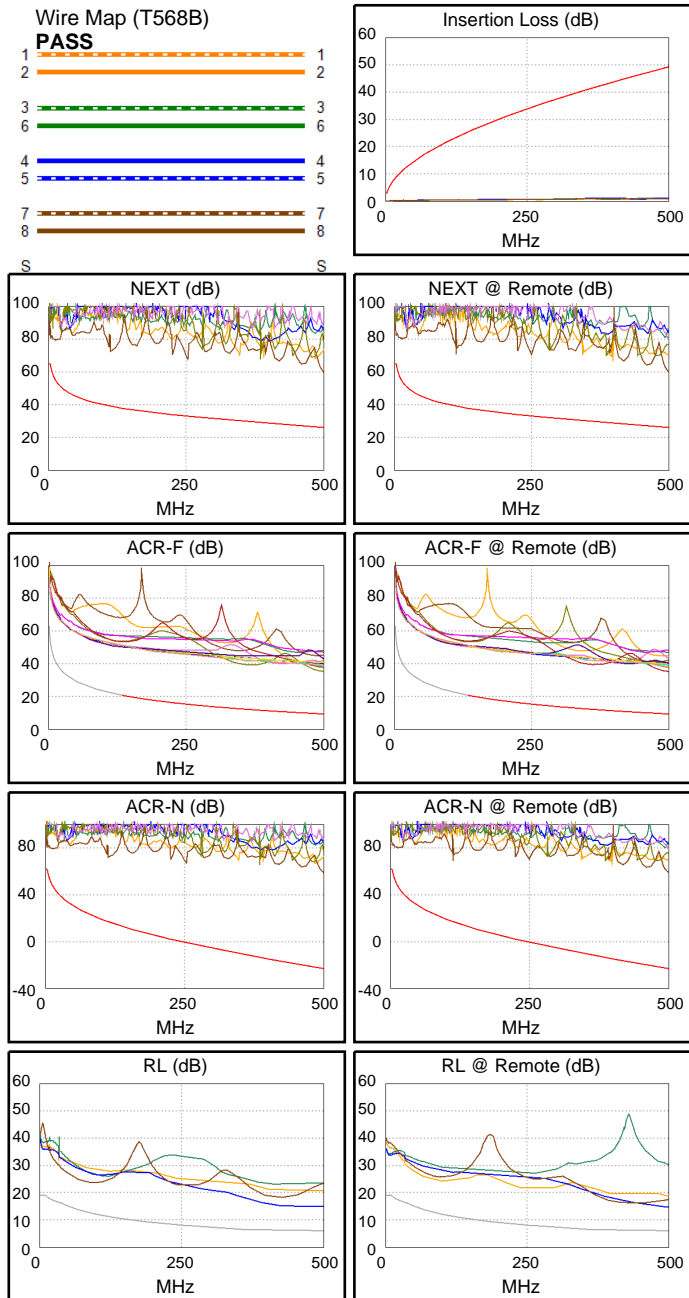 Wire Map (T568B)
PASS
1 1
2 2
3 3
6 6
4 4
5 5
7 7
8 8
S S
Insertion Loss (dB)
60
50
40
30
20
10
0
0 250 500
MHz
NEXT (dB)
100
80
60
40
20
0
0 250 500
MHz
NEXT @ Remote (dB)
100
80
60
40
20
0
0 250 500
MHz
ACR-F (dB)
100
80
60
40
20
0
0 250 500
MHz
ACR-F @ Remote (dB)
100
80
60
40
20
0
0 250 500
MHz
ACR-N (dB)
80
40
0
-40
0 250 500
MHz
ACR-N @ Remote (dB)
80
40
0
-40
0 250 500
MHz
RL (dB)
60
50
40
30
20
10
0
0 250 500
MHz
RL @ Remote (dB)
60
50
40
30
20
10
0
0 250 500
MHz